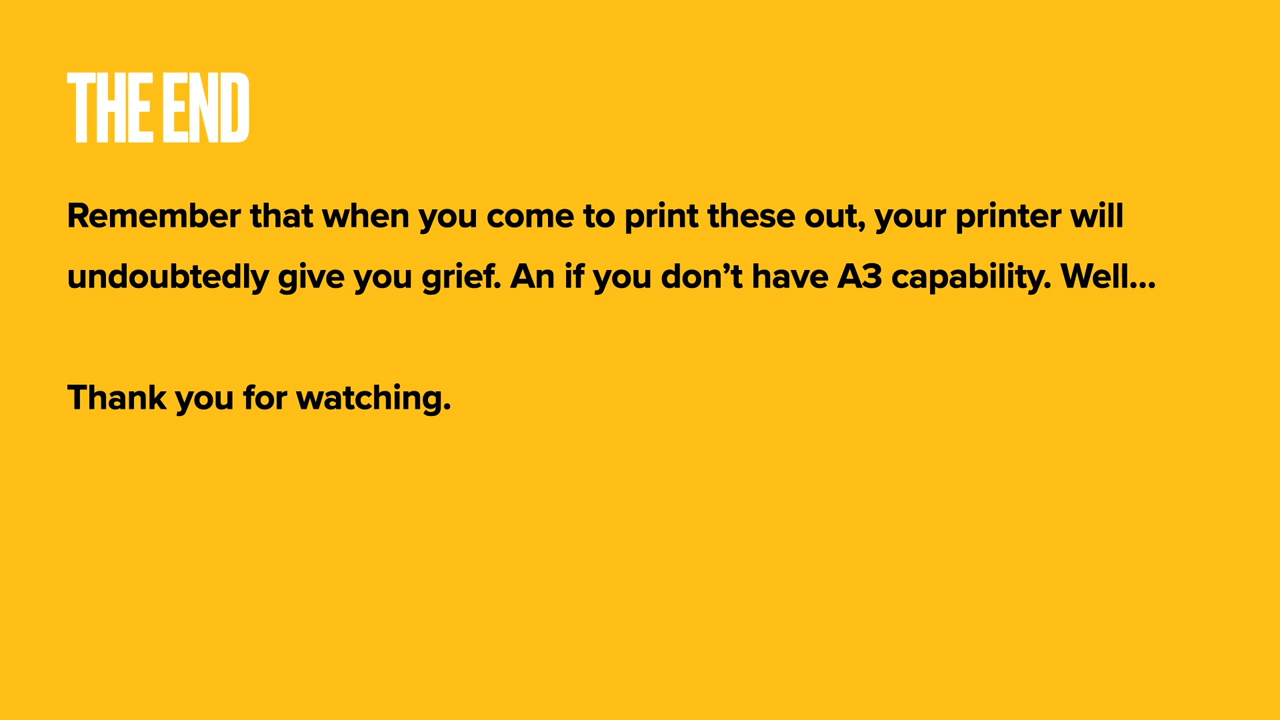 THE END
Remember that when you come to print these out, your printer will
undoubtedly give you grief. An if you don’t have A3 capability. Well...
Thank you for watching.